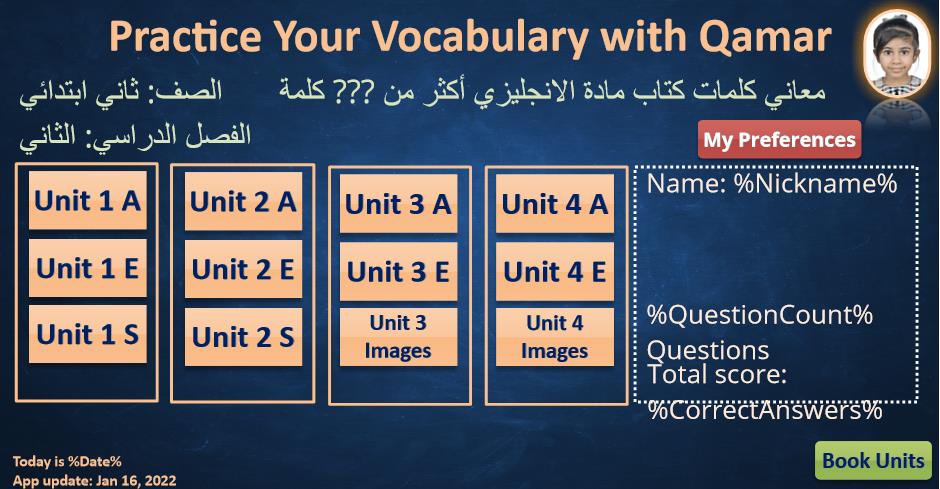 Practice Your Vocabulary with Qamar
معاني كلمات كتاب مادة الانجليزي أكثر من ??? كلمة
الصف: ثاني ابتدائي
الفصل الدراسي: الثاني
My Preferences
Unit 1 A
Unit 1 E
Unit 1 S
Unit 2 A
Unit 2 E
Unit 2 S
Unit 3 A
Unit 3 E
Unit 3
Images
Unit 4 A
Unit 4 E
Unit 4
Images
Name: %Nickname%
%QuestionCount%
Questions
Total score:
%CorrectAnswers%
Today is %Date%
App update: Jan 16, 2022
Book Units